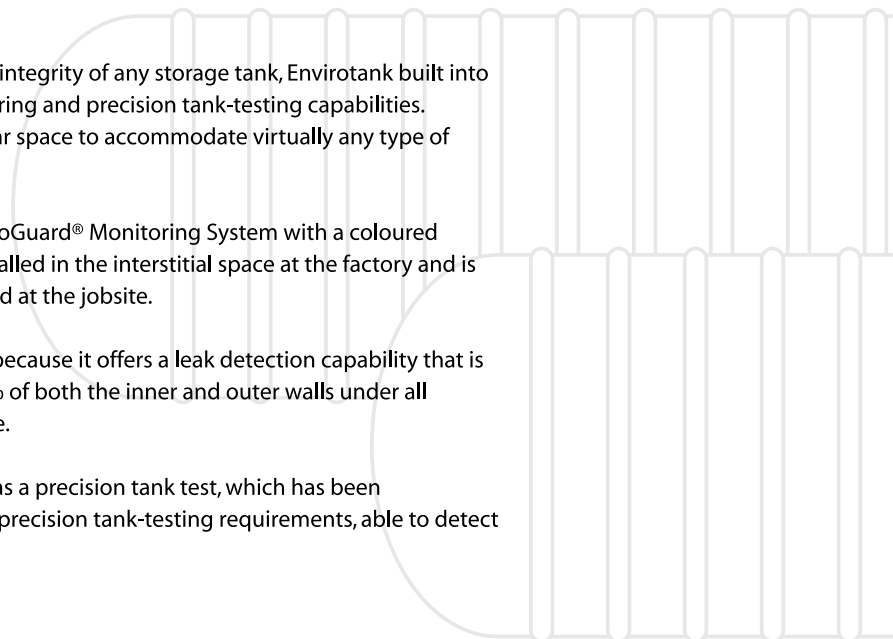 integrity of any storage tank, Envirotank built into
ring and precision tank-testing capabilities.
ar space to accommodate virtually any type of
oGuard® Monitoring System with a coloured
alled in the interstitial space at the factory and is
d at the jobsite.
because it offers a leak detection capability that is
of both the inner and outer walls under all
e.
as a precision tank test, which has been
precision tank-testing requirements, able to detect